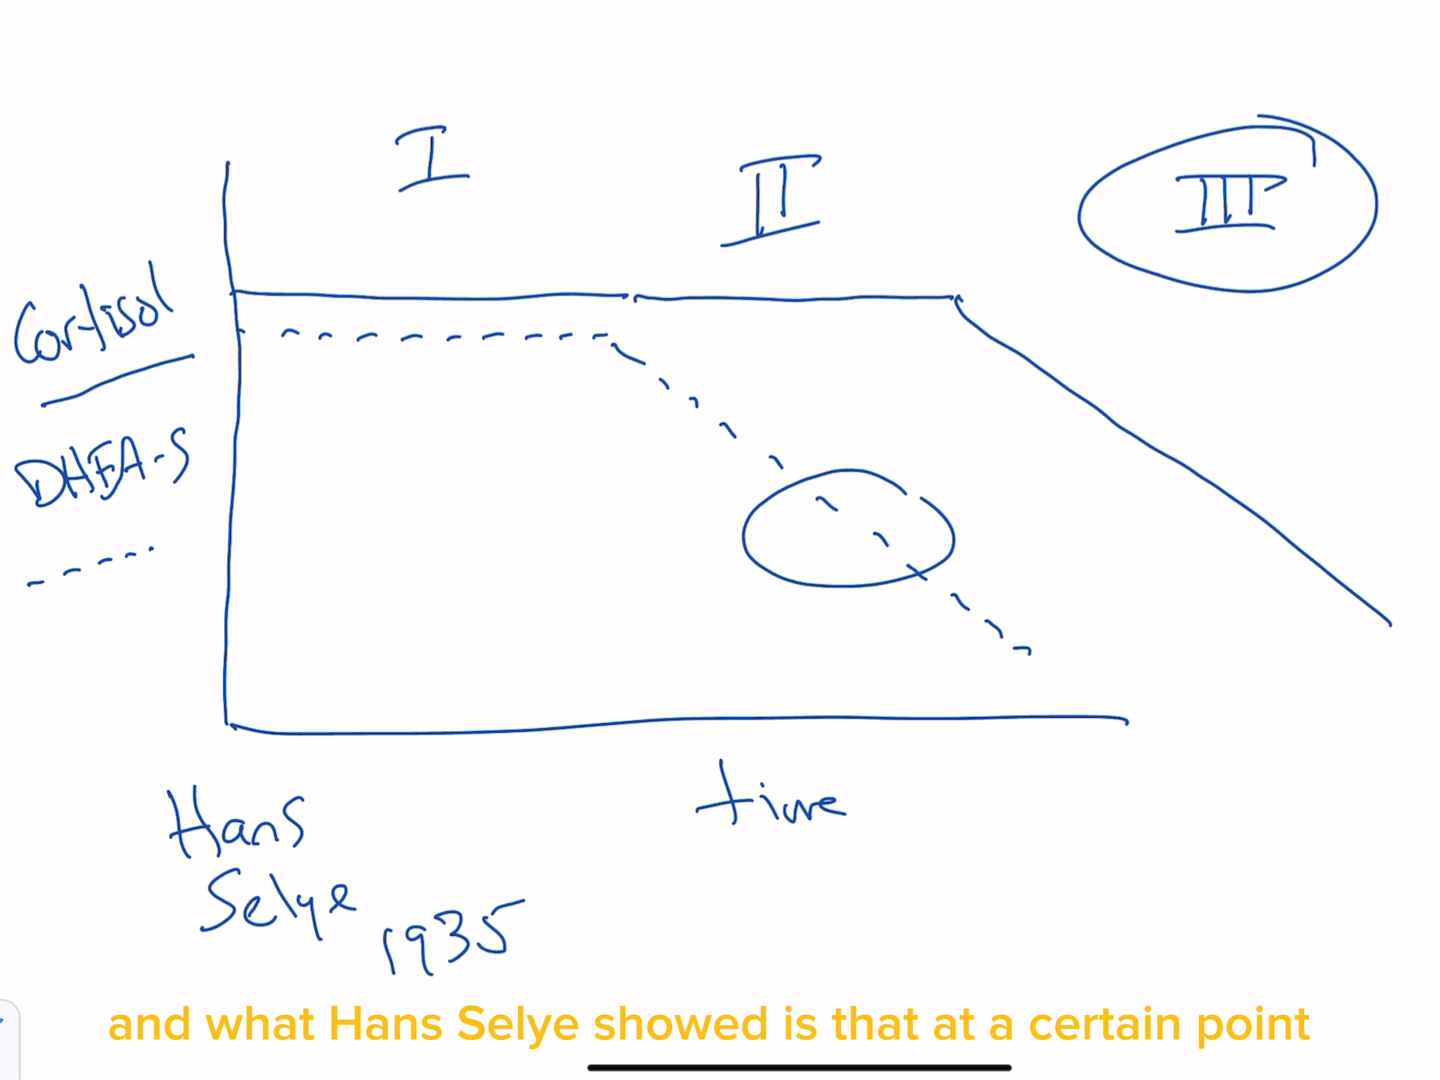 I
II
III
Cortisol
DHEA-S
time
Hans
Selye
1935
and what Hans Selye showed is that at a certain point